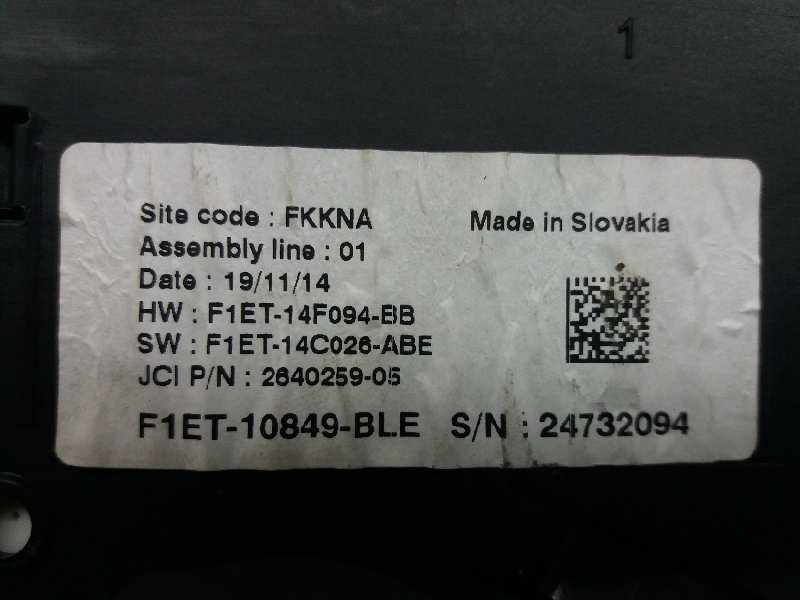 1
Site code : FKKNA
Made in Slovakia
Assembly line : 01
Date : 19/11/14
HW : F1ET-14F094-BB
SW : F1ET-14C026-ABE
JCI P/N : 2640259-05
F1ET-10849-BLE S/N : 24732094